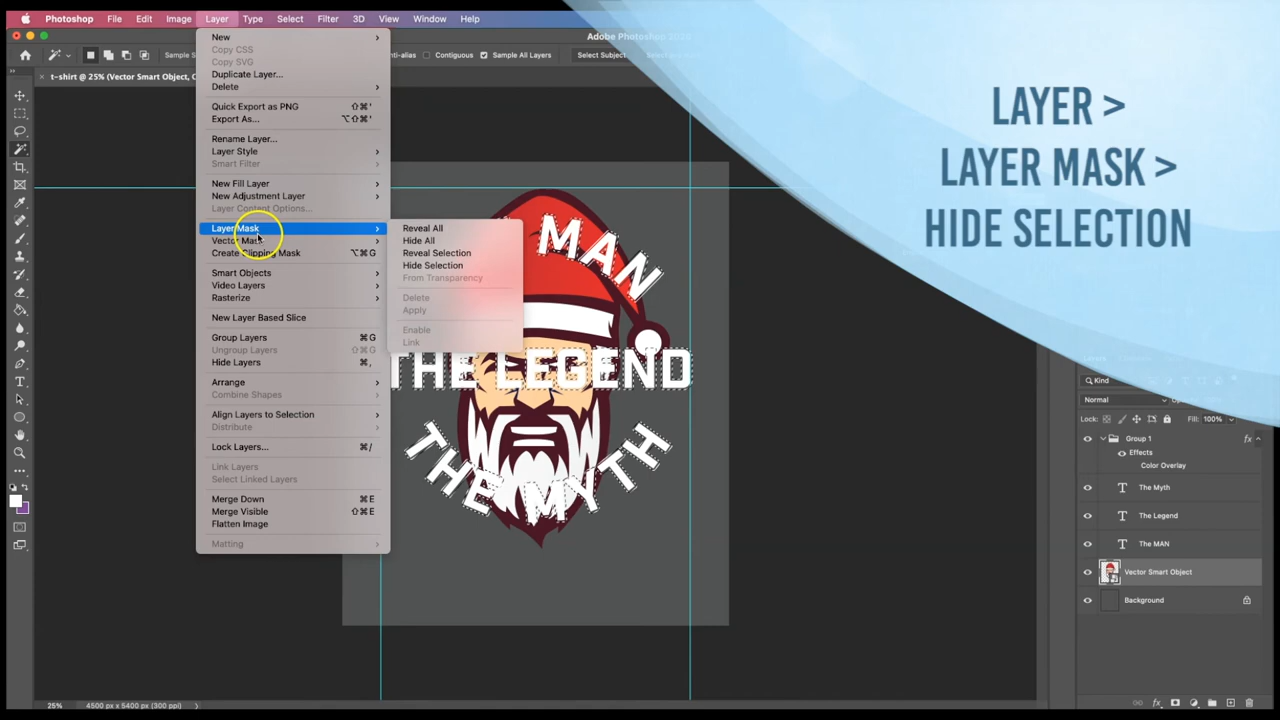 Photoshop File Edit Image Layer Type Select Filter 3D View Window Help
Adobe Photoshop
Sample S
nti-alias Contiguous Sample All Layers Select Subject
t-shirt @ 25% (Vector Smart Object, C
LAYER >
LAYER MASK >
HIDE SELECTION
New
Copy CSS
Copy SVG
Duplicate Layer...
Delete
Quick Export as PNG ⇧⌘'
Export As... ⌥⇧⌘'
Rename Layer...
Layer Style
Smart Filter
New Fill Layer
New Adjustment Layer
Layer Content Options...
Layer Mask
Vector Mask
Create Clipping Mask ⌥⌘G
Smart Objects
Video Layers
Rasterize
New Layer Based Slice
Group Layers ⌘G
Ungroup Layers ⇧⌘G
Hide Layers ⌘,
Arrange
Combine Shapes
Align Layers to Selection
Distribute
Lock Layers... ⌘/
Link Layers
Select Linked Layers
Merge Down ⌘E
Merge Visible ⇧⌘E
Flatten Image
Matting
Reveal All
Hide All
Reveal Selection
Hide Selection
From Transparency
Delete
Apply
Enable
Link
MAN
THE LEGEND
THE MYTH
Layers
Kind
Normal
Lock: Fill: 100%
Group 1 fx
Effects
Color Overlay
T The Myth
T The Legend
T The MAN
Vector Smart Object
Background
25% 4500 px x 5400 px (300 ppi)